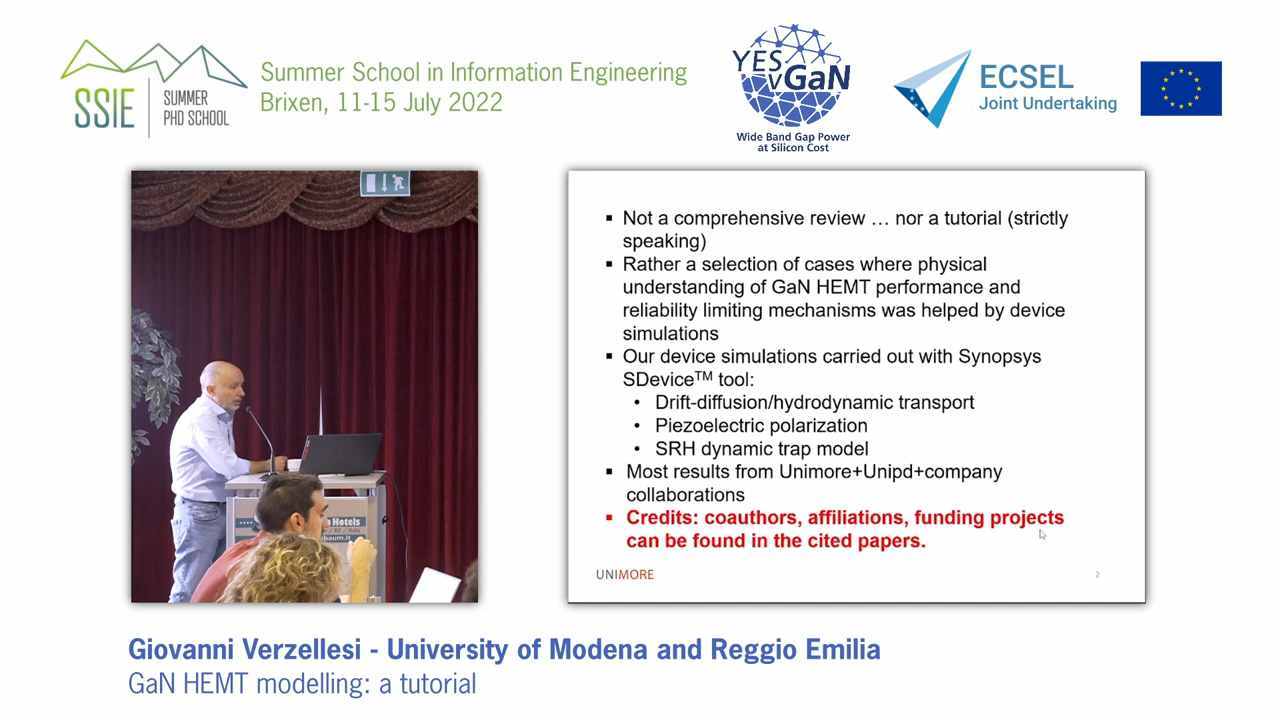 SSIE
SUMMER
PHD SCHOOL
Summer School in Information Engineering
Brixen, 11-15 July 2022
YES
vGaN
Wide Band Gap Power
at Silicon Cost
ECSEL
Joint Undertaking
▪ Not a comprehensive review … nor a tutorial (strictly
speaking)
▪ Rather a selection of cases where physical
understanding of GaN HEMT performance and
reliability limiting mechanisms was helped by device
simulations
▪ Our device simulations carried out with Synopsys
SDevice™ tool:
• Drift-diffusion/hydrodynamic transport
• Piezoelectric polarization
• SRH dynamic trap model
▪ Most results from Unimore+Unipd+company
collaborations
▪ Credits: coauthors, affiliations, funding projects
can be found in the cited papers.
UNIMORE
2
Hotels
baum.it
Giovanni Verzellesi - University of Modena and Reggio Emilia
GaN HEMT modelling: a tutorial